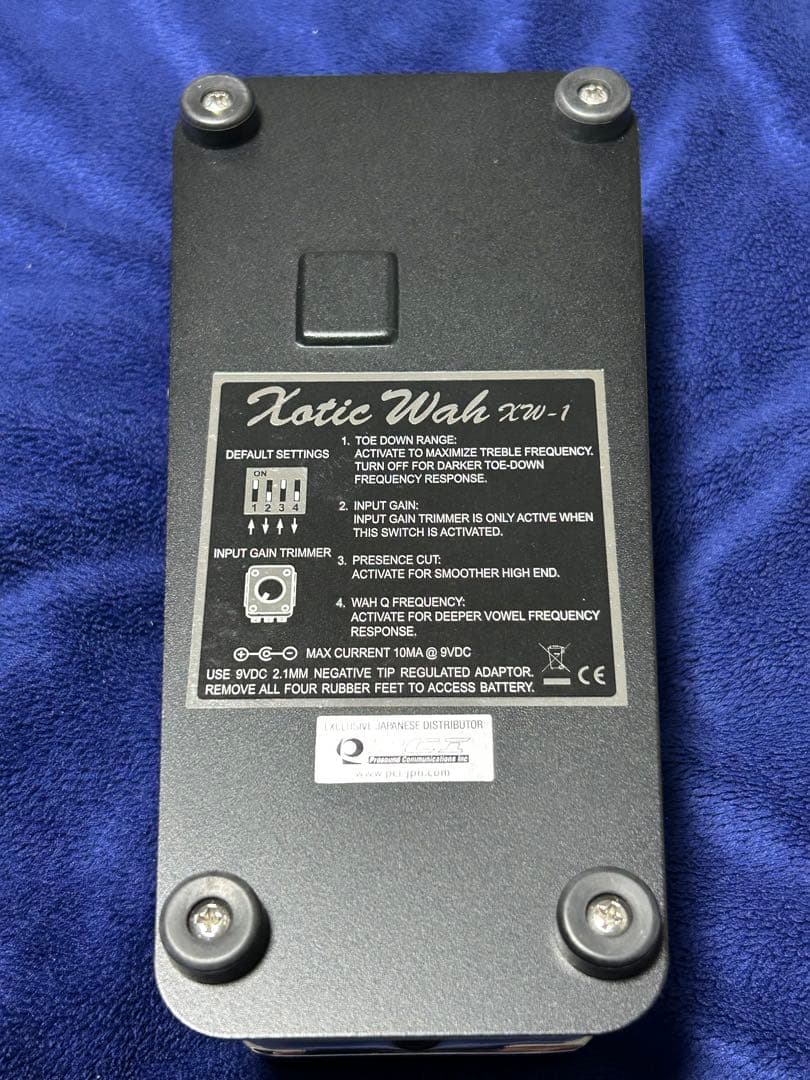 Xotic Wah XW-1
DEFAULT SETTINGS
ON
1 2 3 4
INPUT GAIN TRIMMER
1. TOE DOWN RANGE:
ACTIVATE TO MAXIMIZE TREBLE FREQUENCY.
TURN OFF FOR DARKER TOE-DOWN
FREQUENCY RESPONSE.
2. INPUT GAIN:
INPUT GAIN TRIMMER IS ONLY ACTIVE WHEN
THIS SWITCH IS ACTIVATED.
3. PRESENCE CUT:
ACTIVATE FOR SMOOTHER HIGH END.
4. WAH Q FREQUENCY:
ACTIVATE FOR DEEPER VOWEL FREQUENCY
RESPONSE.
MAX CURRENT 10MA @ 9VDC
USE 9VDC 2.1MM NEGATIVE TIP REGULATED ADAPTOR.
REMOVE ALL FOUR RUBBER FEET TO ACCESS BATTERY.
CE
EXCLUSIVE JAPANESE DISTRIBUTOR
PCI
Prosound Communications Inc
www.pci-jpn.com